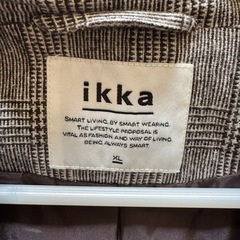 ikka
SMART LIVING, BY SMART WEARING.
THE LIFESTYLE PROPOSAL IS
VITAL AS FASHION AND WAY OF LIVING
BEING ALWAYS SMART.
XL